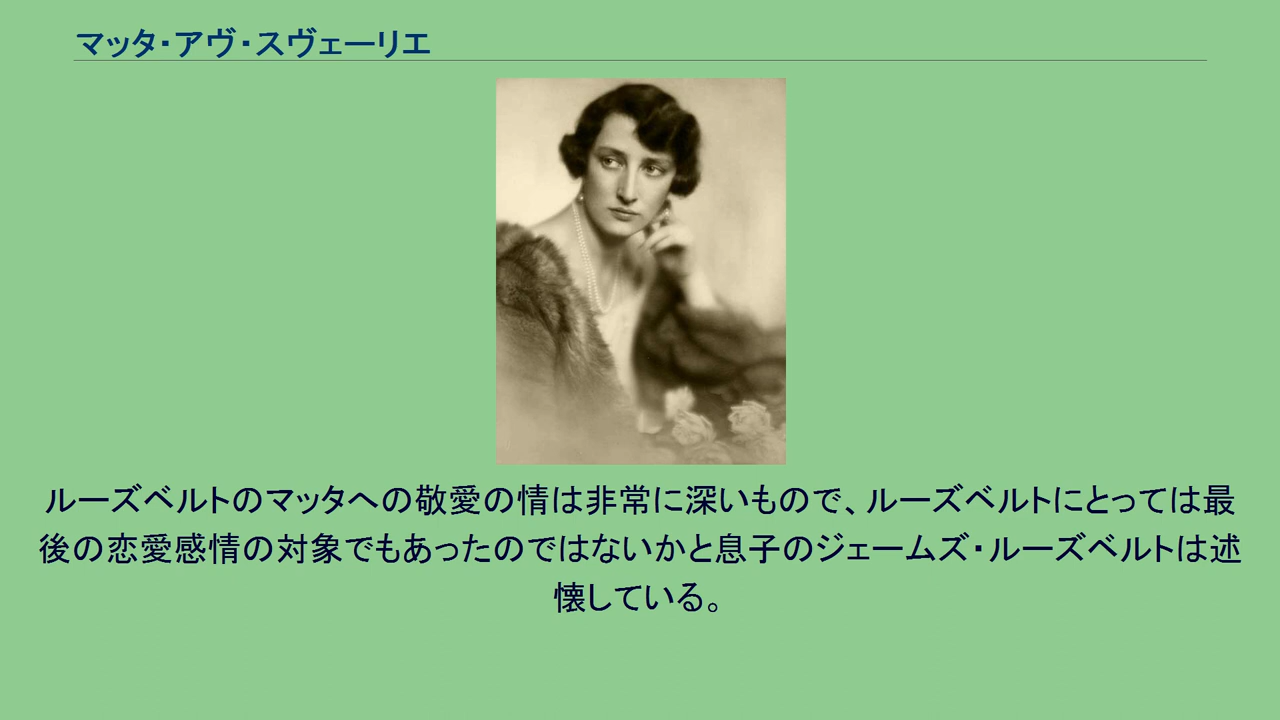 マッタ・アヴ・スヴェーリエ
ルーズベルトのマッタへの敬愛の情は非常に深いもので、ルーズベルトにとっては最
後の恋愛感情の対象でもあったのではないかと息子のジェームズ・ルーズベルトは述
懐している。